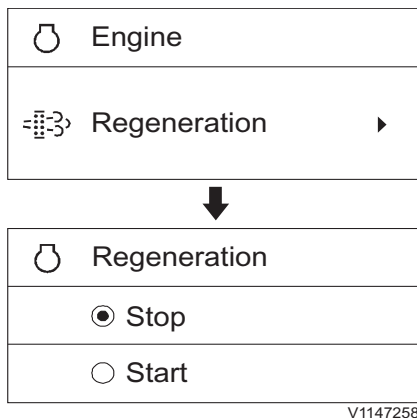 Engine
Regeneration
Regeneration
Stop
Start
V1147258